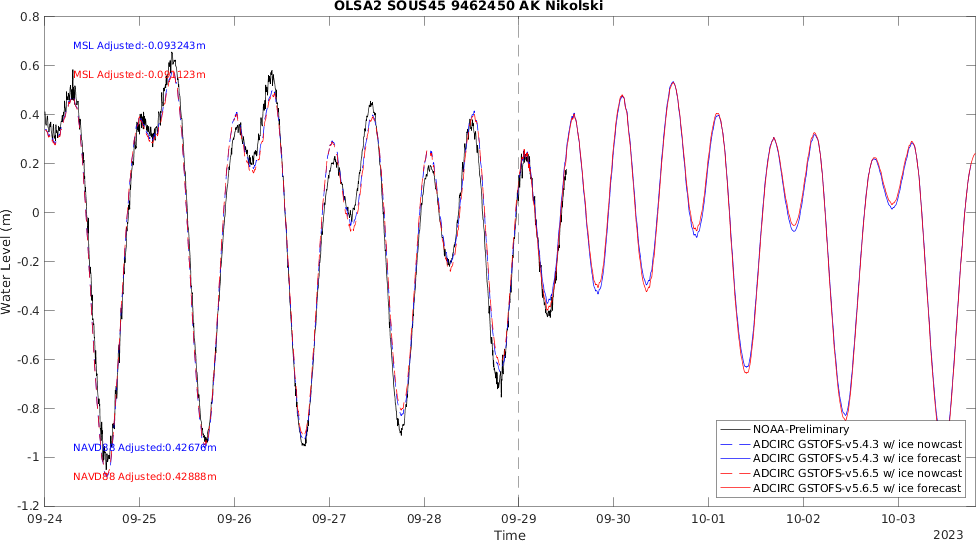 OLSA2 SOUS45 9462450 AK Nikolski
0.8
0.6
0.4
0.2
0
-0.2
-0.4
-0.6
-0.8
-1
-1.2
Water Level (m)
MSL Adjusted:-0.093243m
MSL Adjusted:
NAVD88 Adjusted:0.42676m
NAVD88 Adjusted:0.42888m
NOAA-Preliminary
ADCIRC GSTOFS-v5.4.3 w/ ice nowcast
ADCIRC GSTOFS-v5.4.3 w/ ice forecast
ADCIRC GSTOFS-v5.6.5 w/ ice nowcast
ADCIRC GSTOFS-v5.6.5 w/ ice forecast
09-24 09-25 09-26 09-27 09-28 09-29 09-30 10-01 10-02 10-03
Time
2023